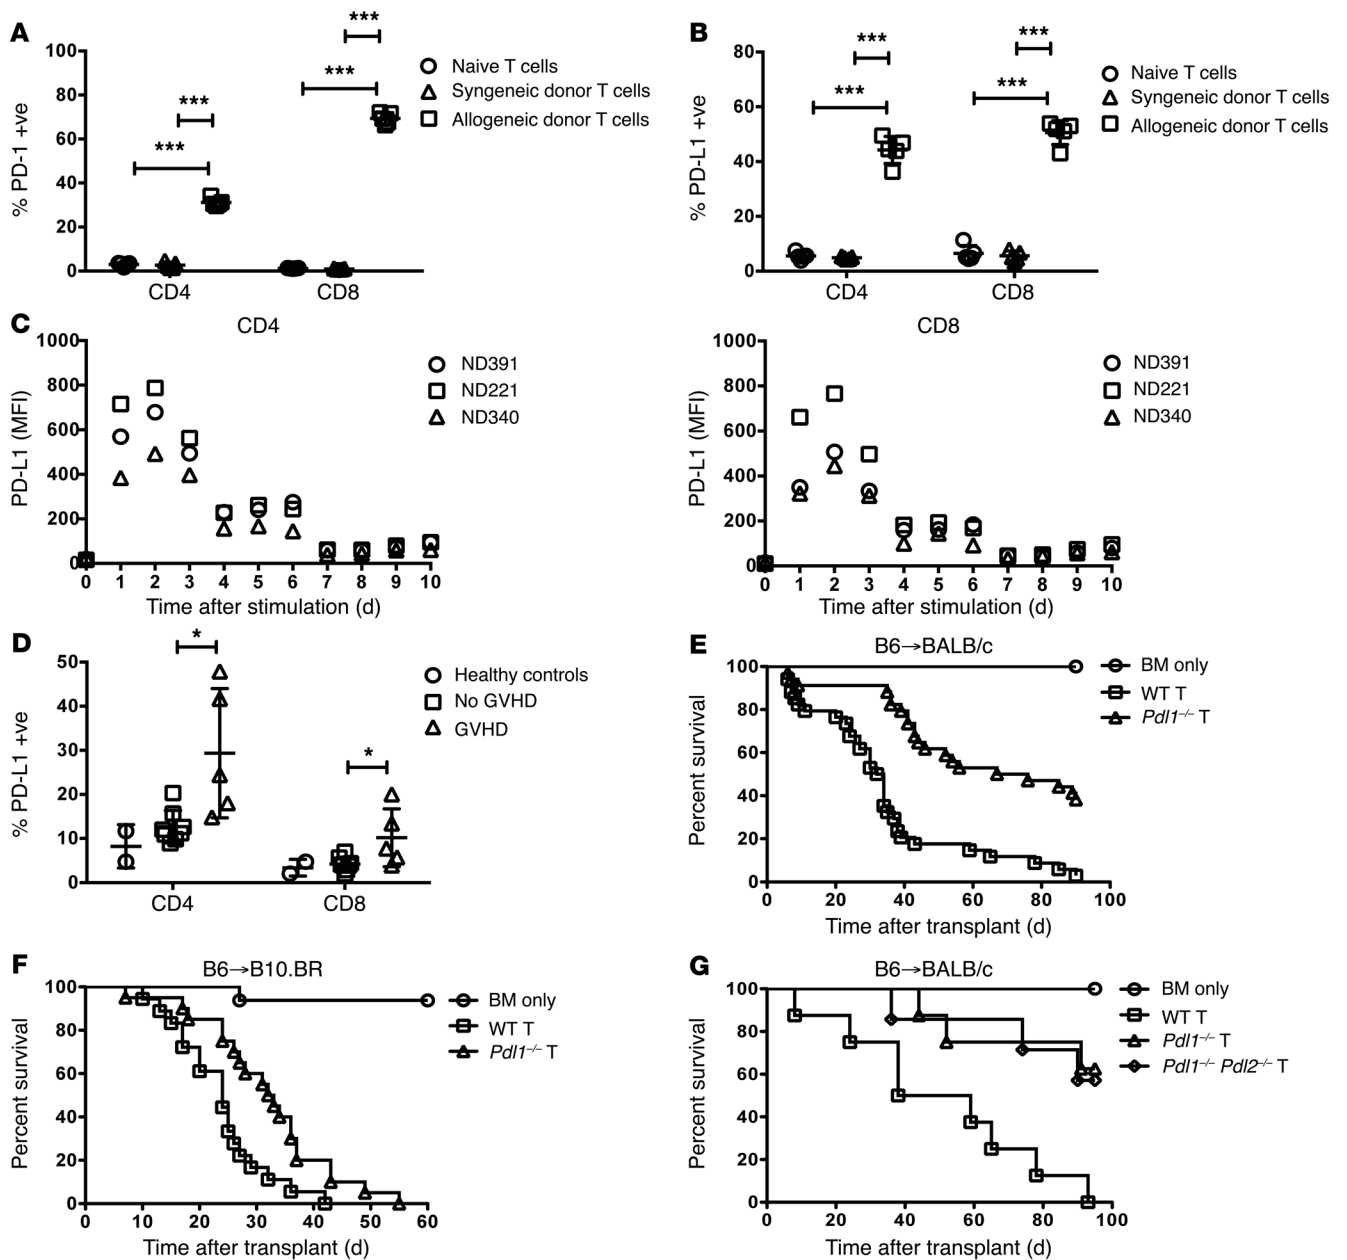 A
% PD-1 +ve
100
80
60
40
20
0
***
***
***
***
CD4
CD8
Naive T cells
Syngeneic donor T cells
Allogeneic donor T cells
B
% PD-L1 +ve
80
60
40
20
0
***
***
***
***
CD4
CD8
Naive T cells
Syngeneic donor T cells
Allogeneic donor T cells
C
CD4
PD-L1 (MFI)
1000
800
600
400
200
0
0 1 2 3 4 5 6 7 8 9 10
Time after stimulation (d)
ND391
ND221
ND340
CD8
PD-L1 (MFI)
1000
800
600
400
200
0
0 1 2 3 4 5 6 7 8 9 10
Time after stimulation (d)
ND391
ND221
ND340
D
% PD-L1 +ve
50
40
30
20
10
0
*
*
CD4
CD8
Healthy controls
No GVHD
GVHD
E
B6→BALB/c
Percent survival
100
80
60
40
20
0
0 20 40 60 80 100
Time after transplant (d)
BM only
WT T
Pdl1–/– T
F
B6→B10.BR
Percent survival
100
80
60
40
20
0
0 10 20 30 40 50 60
Time after transplant (d)
BM only
WT T
Pdl1–/– T
G
B6→BALB/c
Percent survival
100
80
60
40
20
0
0 20 40 60 80 100
Time after transplant (d)
BM only
WT T
Pdl1–/– T
Pdl1–/– Pdl2–/– T